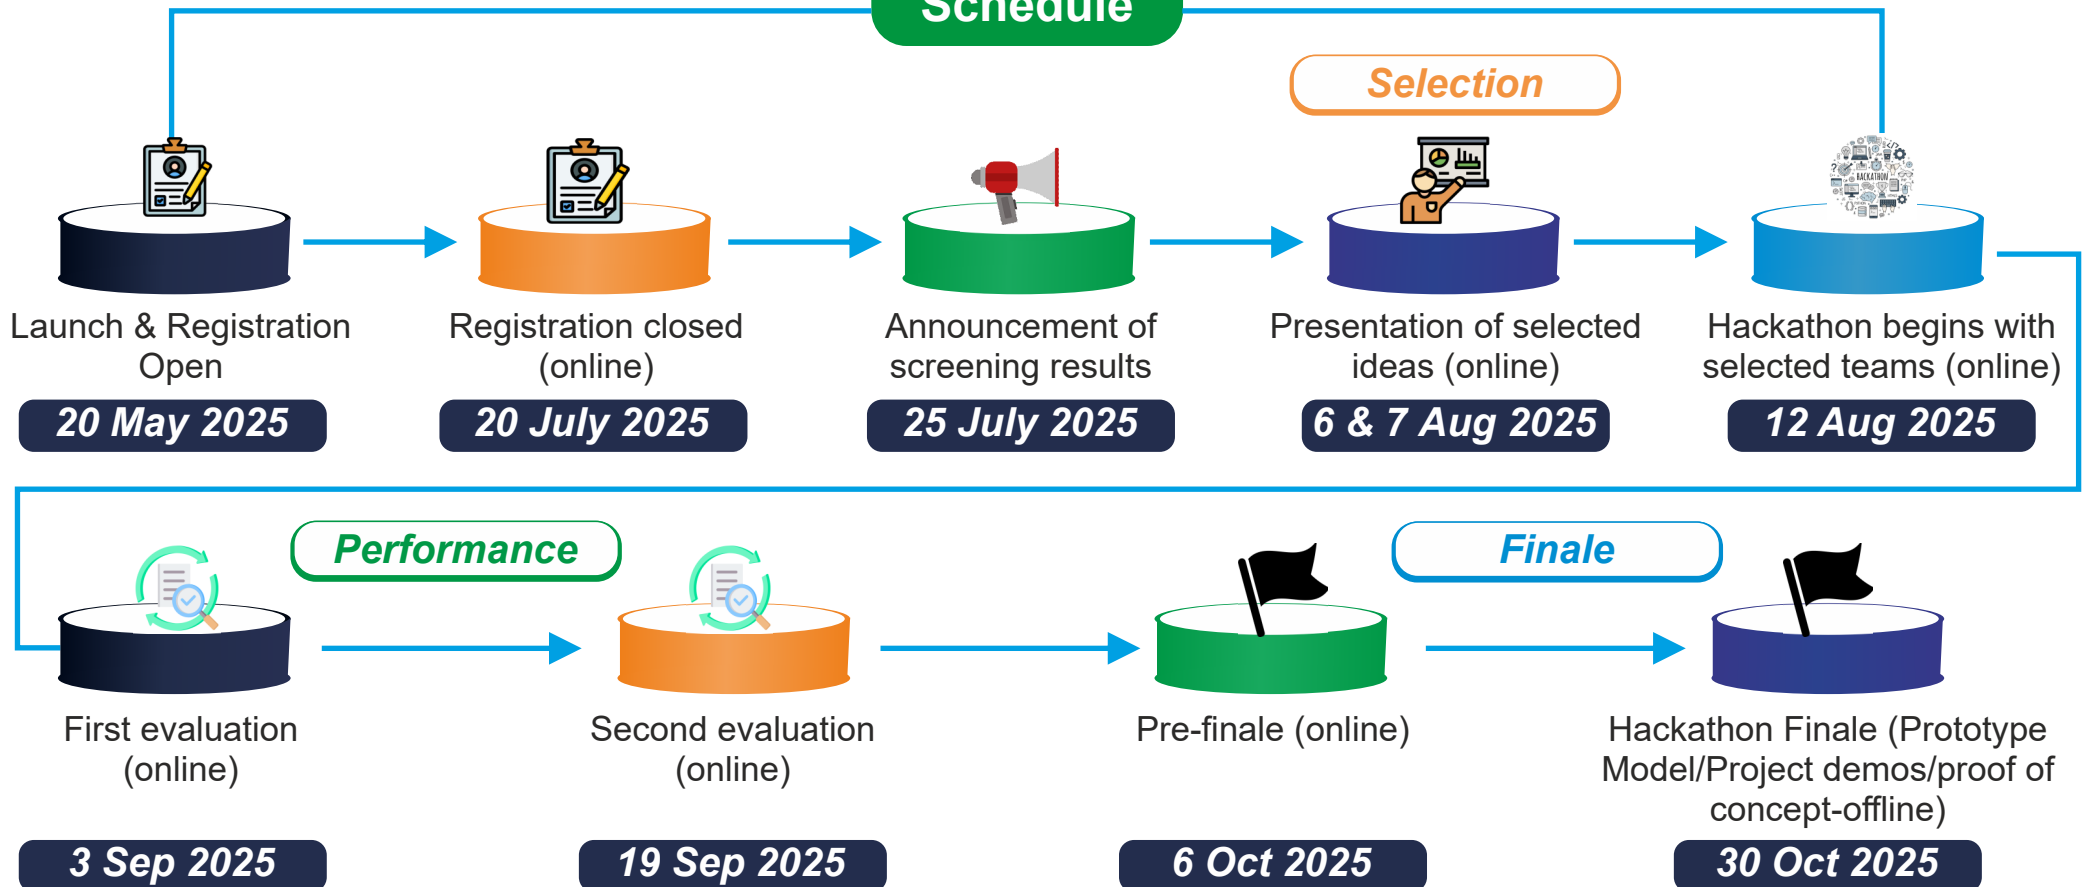 Schedule
Selection
HACKATHON
Launch & Registration
Open
20 May 2025
Registration closed
(online)
20 July 2025
Announcement of
screening results
25 July 2025
Presentation of selected
ideas (online)
6 & 7 Aug 2025
Hackathon begins with
selected teams (online)
12 Aug 2025
Performance
Finale
First evaluation
(online)
3 Sep 2025
Second evaluation
(online)
19 Sep 2025
Pre-finale (online)
6 Oct 2025
Hackathon Finale (Prototype
Model/Project demos/proof of
concept-offline)
30 Oct 2025